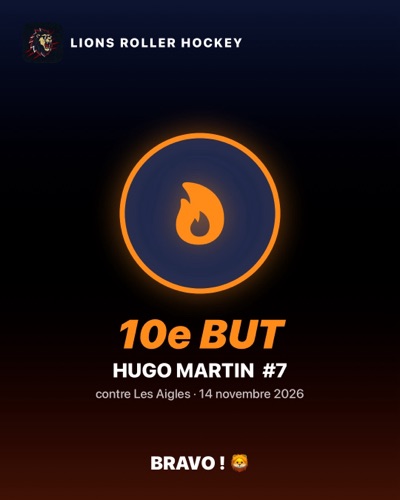 LIONS ROLLER HOCKEY
10e BUT
HUGO MARTIN #7
contre Les Aigles · 14 novembre 2026
BRAVO ! 🦁